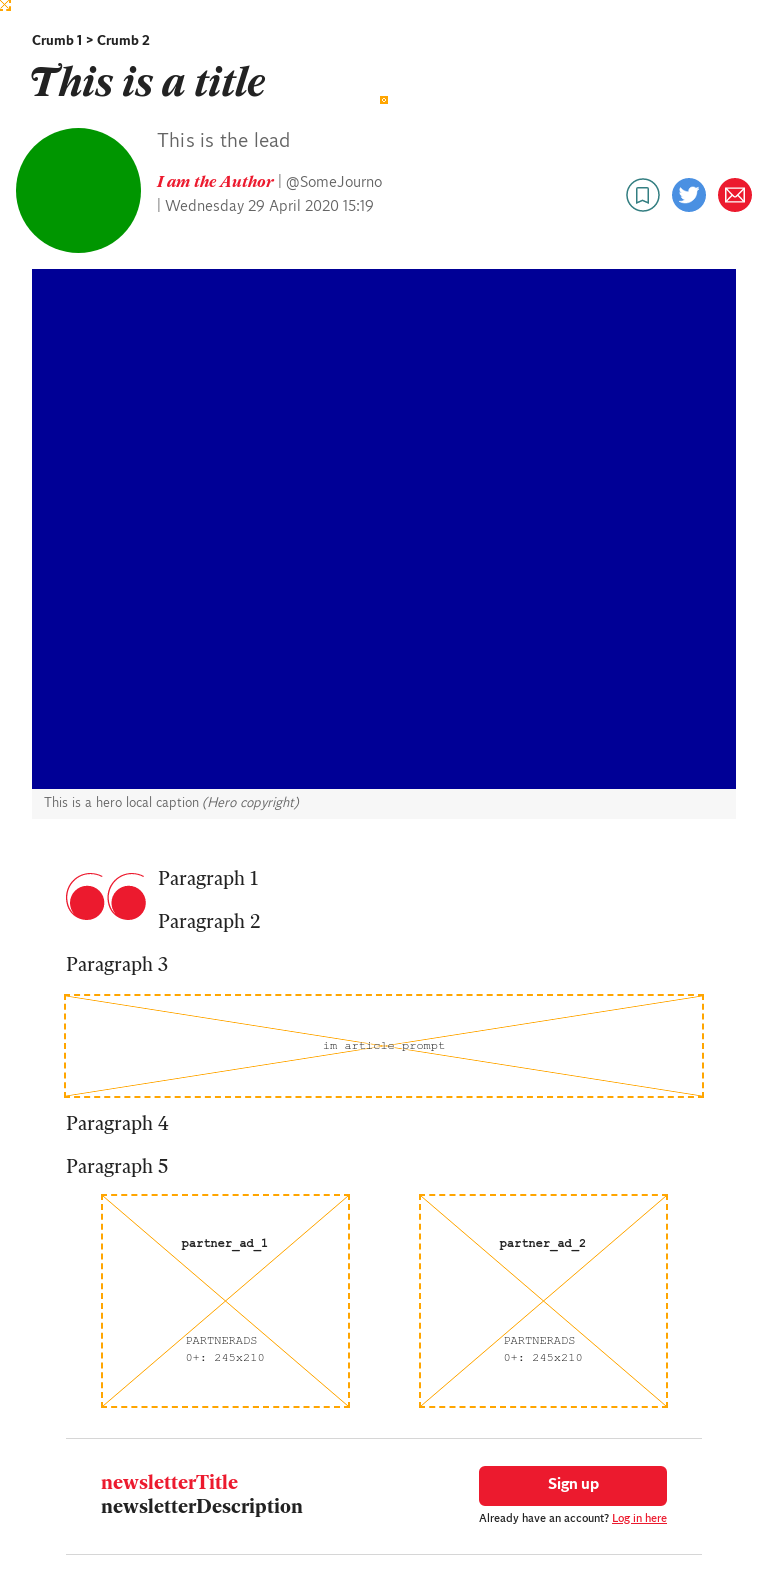 Crumb 1 > Crumb 2
This is a title
This is the lead
I am the Author | @SomeJourno
| Wednesday 29 April 2020 15:19
This is a hero local caption (Hero copyright)
Paragraph 1
Paragraph 2
Paragraph 3
im article prompt
Paragraph 4
Paragraph 5
partner_ad_1
PARTNERADS
0+: 245x210
partner_ad_2
PARTNERADS
0+: 245x210
newsletterTitle
newsletterDescription
Sign up
Already have an account? Log in here